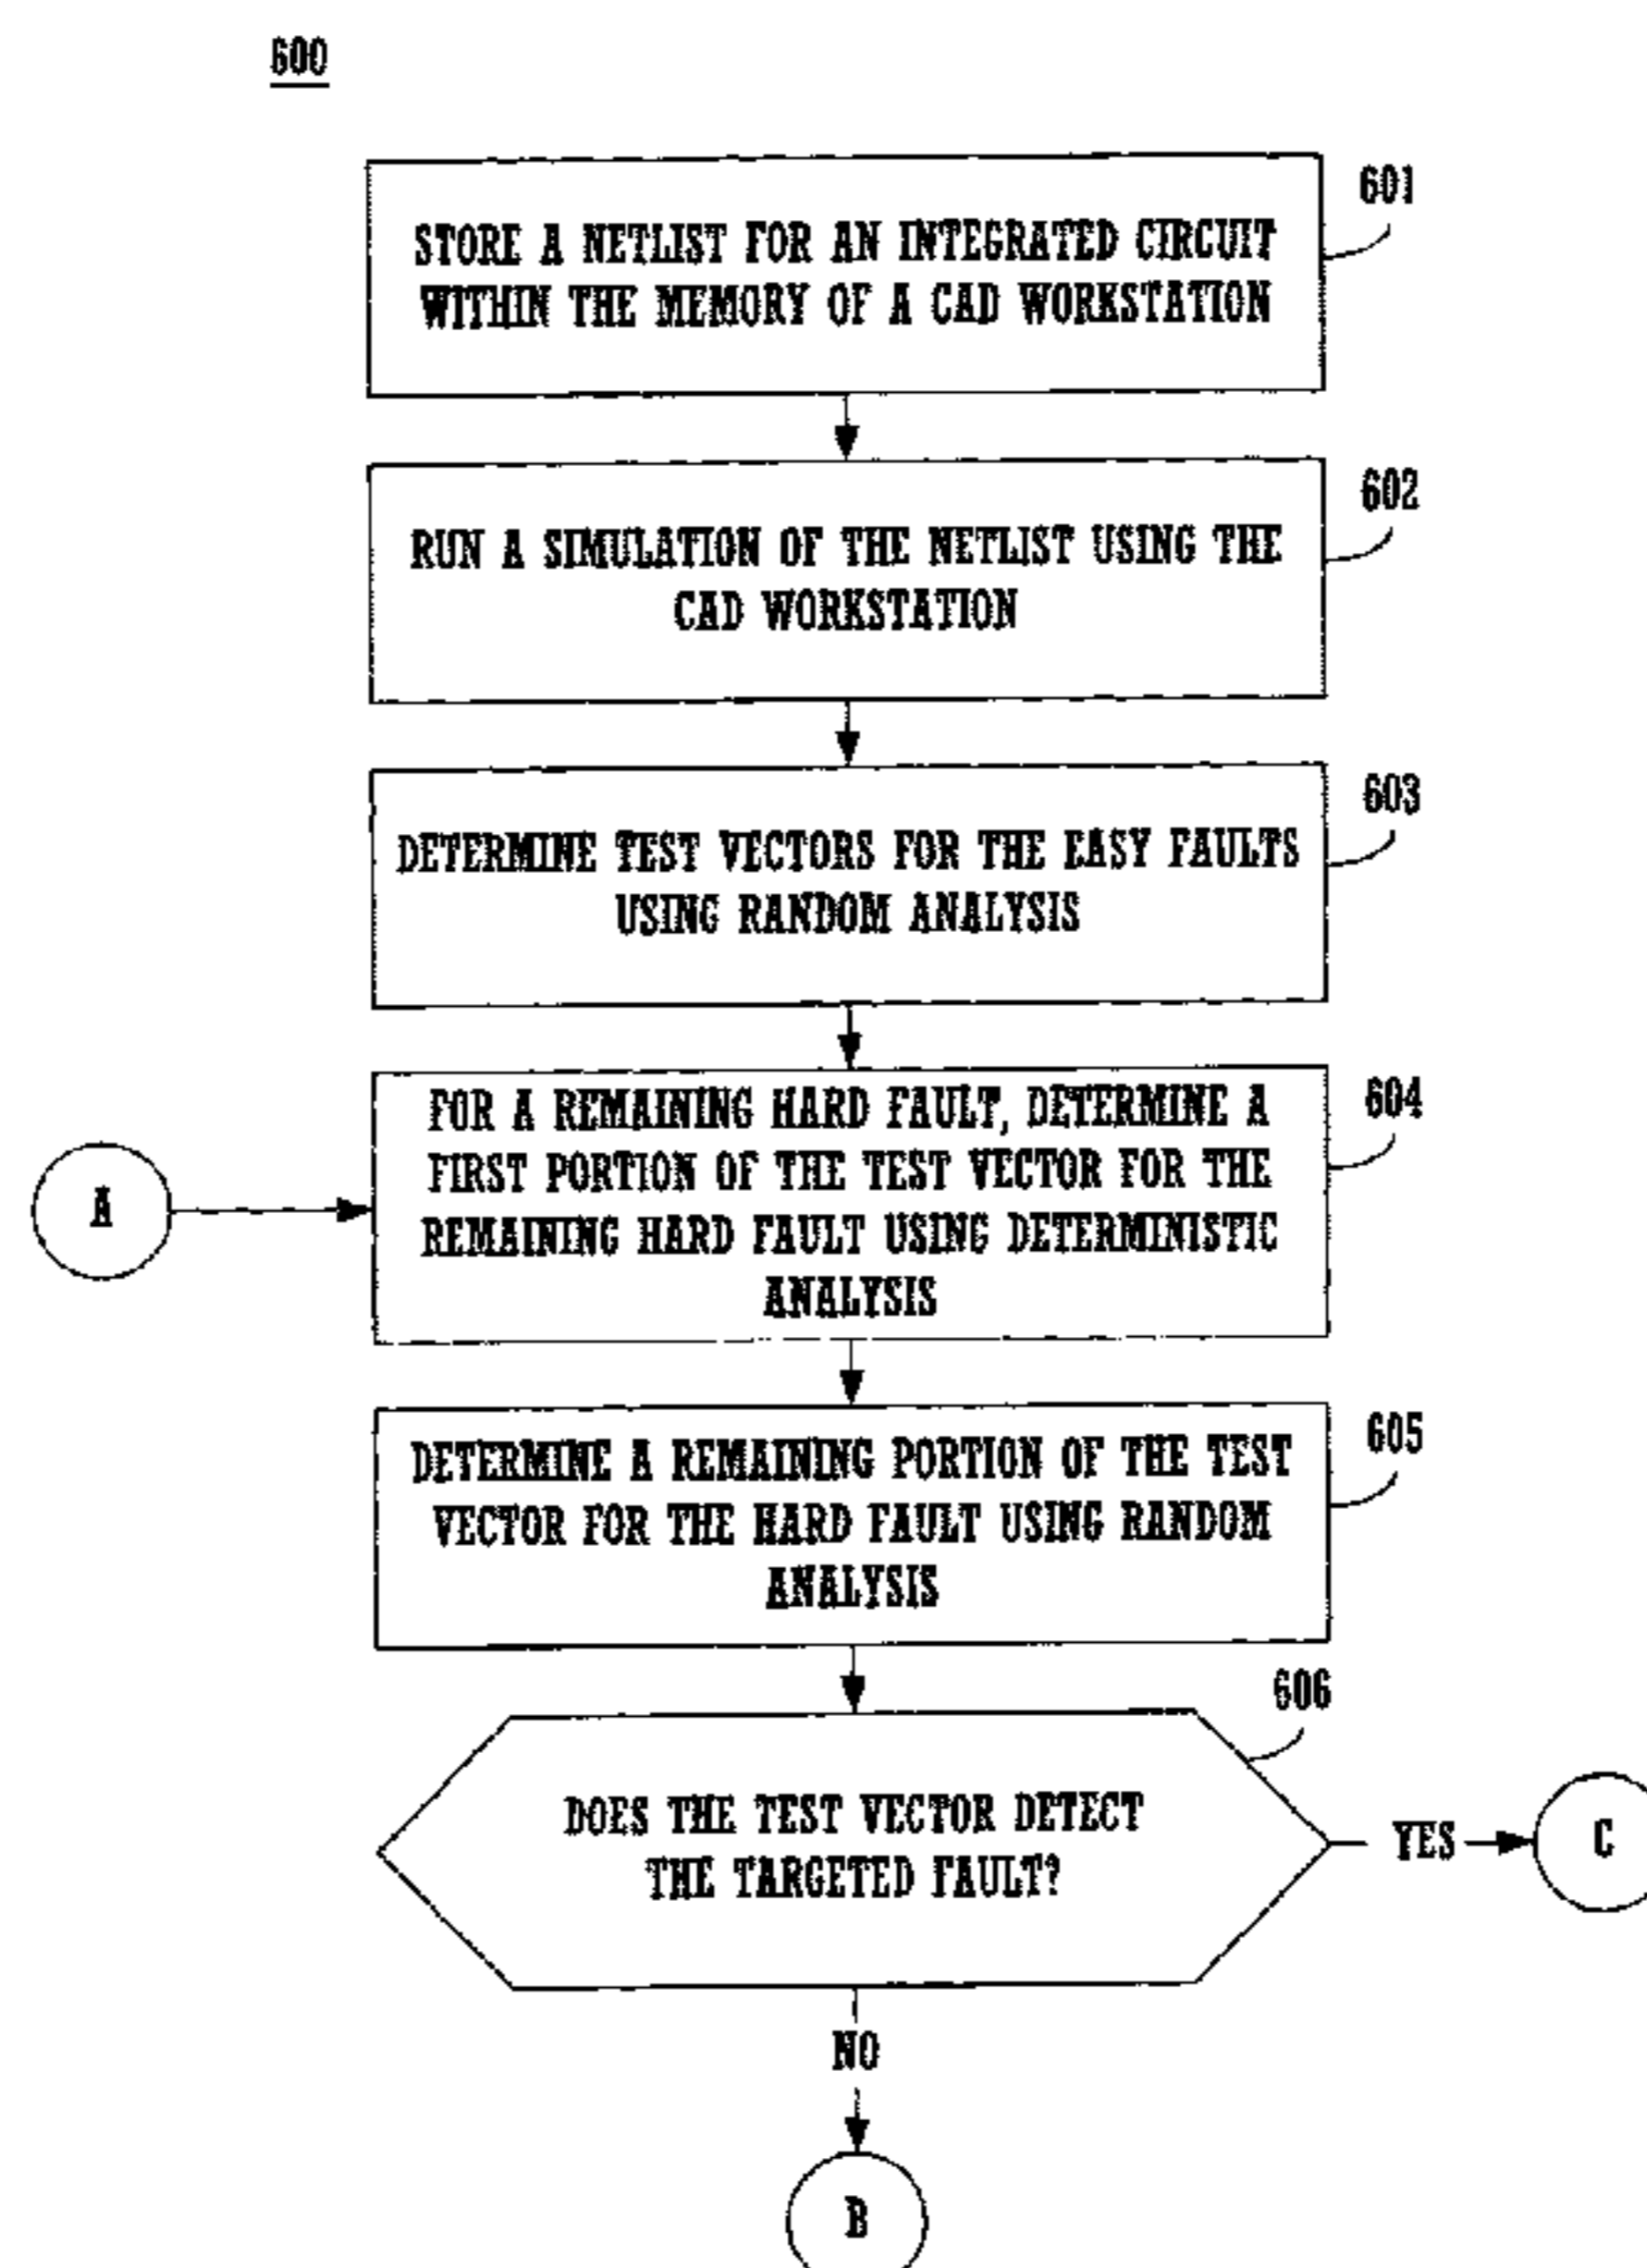 600
601
STORE A NETLIST FOR AN INTEGRATED CIRCUIT
WITHIN THE MEMORY OF A CAD WORKSTATION
602
RUN A SIMULATION OF THE NETLIST USING THE
CAD WORKSTATION
603
DETERMINE TEST VECTORS FOR THE EASY FAULTS
USING RANDOM ANALYSIS
604
FOR A REMAINING HARD FAULT, DETERMINE A
FIRST PORTION OF THE TEST VECTOR FOR THE
REMAINING HARD FAULT USING DETERMINISTIC
ANALYSIS
A
605
DETERMINE A REMAINING PORTION OF THE TEST
VECTOR FOR THE HARD FAULT USING RANDOM
ANALYSIS
606
DOES THE TEST VECTOR DETECT
THE TARGETED FAULT?
YES
C
NO
B